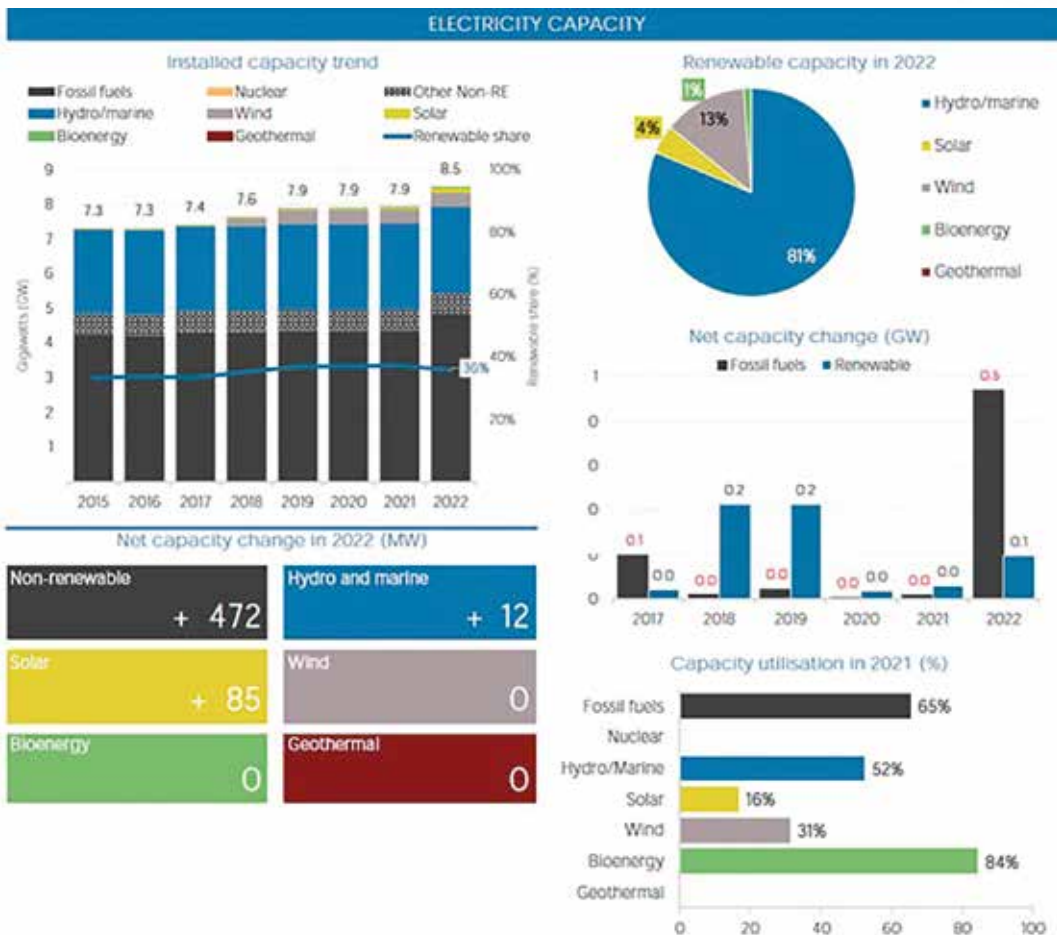 ELECTRICITY CAPACITY
Installed capacity trend
Fossil fuels Nuclear Other Non-RE
Hydro/marine Wind Solar
Bioenergy Geothermal Renewable share
Gigawatts (GW)
9
8
7
6
5
4
3
2
1
7.3 7.3 7.4 7.6 7.9 7.9 7.9 8.5
100%
80%
60%
40%
20%
36%
Renewable share (%)
2015 2016 2017 2018 2019 2020 2021 2022
Renewable capacity in 2022
1%
13%
4%
81%
Hydro/marine
Solar
Wind
Bioenergy
Geothermal
Net capacity change in 2022 (MW)
Non-renewable
+ 472
Hydro and marine
+ 12
Solar
+ 85
Wind
0
Bioenergy
0
Geothermal
0
Net capacity change (GW)
Fossil fuels Renewable
1
0
0
0
0
0
0.1 0.0 0.0 0.2 0.0 0.2 0.0 0.0 0.0 0.0 0.5 0.1
2017 2018 2019 2020 2021 2022
Capacity utilisation in 2021 (%)
Fossil fuels 65%
Nuclear
Hydro/Marine 52%
Solar 16%
Wind 31%
Bioenergy 84%
Geothermal
0 20 40 60 80 100